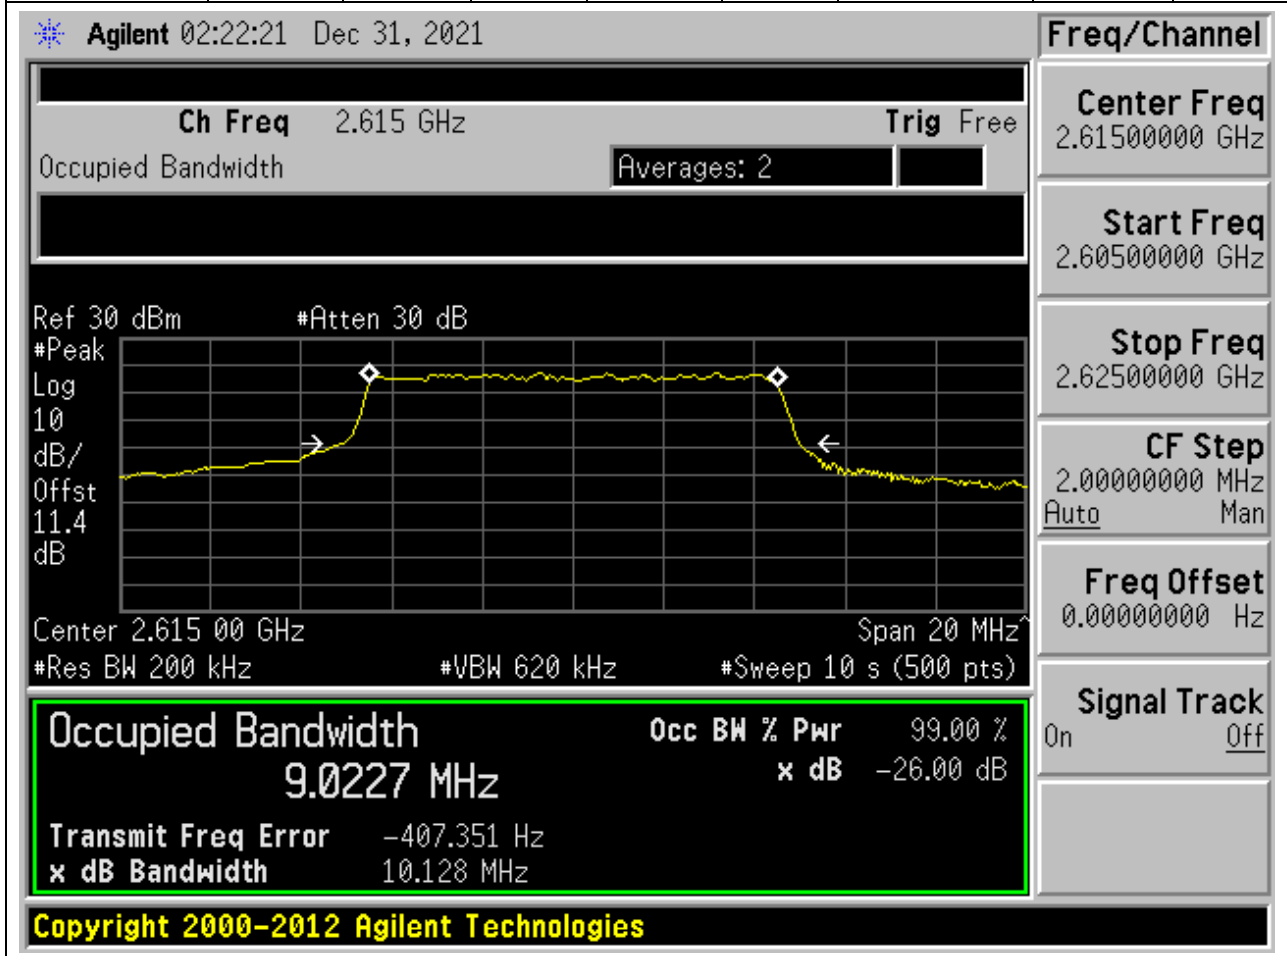 Agilent 02:22:21 Dec 31, 2021
Freq/Channel
Ch Freq 2.615 GHz Trig Free
Occupied Bandwidth Averages: 2
Center Freq
2.61500000 GHz
Start Freq
2.60500000 GHz
Stop Freq
2.62500000 GHz
CF Step
2.00000000 MHz
Auto Man
Freq Offset
0.00000000 Hz
Signal Track
On Off
Ref 30 dBm #Atten 30 dB
#Peak
Log
10
dB/
Offst
11.4
dB
Center 2.615 00 GHz Span 20 MHz^
#Res BW 200 kHz #VBW 620 kHz #Sweep 10 s (500 pts)
Occupied Bandwidth Occ BW % Pwr 99.00 %
9.0227 MHz x dB -26.00 dB
Transmit Freq Error -407.351 Hz
x dB Bandwidth 10.128 MHz
Copyright 2000-2012 Agilent Technologies